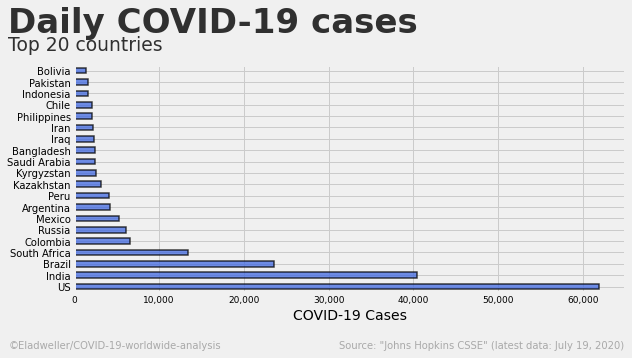 Daily COVID-19 cases
Top 20 countries
Bolivia
Pakistan
Indonesia
Chile
Philippines
Iran
Iraq
Bangladesh
Saudi Arabia
Kyrgyzstan
Kazakhstan
Peru
Argentina
Mexico
Russia
Colombia
South Africa
Brazil
India
US
0 10,000 20,000 30,000 40,000 50,000 60,000
COVID-19 Cases
©Eladweller/COVID-19-worldwide-analysis Source: "Johns Hopkins CSSE" (latest data: July 19, 2020)